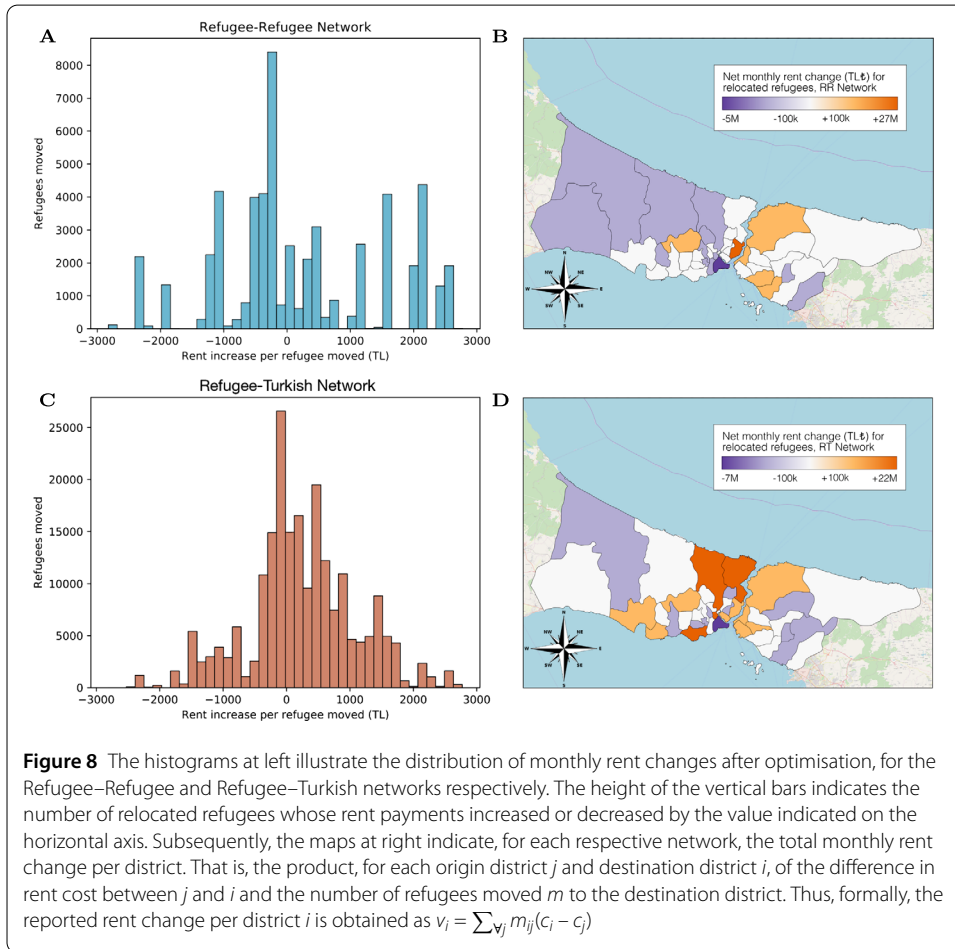 A
Refugee-Refugee Network
8000
7000
6000
5000
4000
3000
2000
1000
0
Refugees moved
−3000 −2000 −1000 0 1000 2000 3000
Rent increase per refugee moved (TL)
B
Net monthly rent change (TL₺) for
relocated refugees, RR Network
-5M -100k +100k +27M
N
NW NE
W E
SW SE
S
C
Refugee-Turkish Network
25000
20000
15000
10000
5000
0
Refugees moved
−3000 −2000 −1000 0 1000 2000 3000
Rent increase per refugee moved (TL)
D
Net monthly rent change (TL₺) for
relocated refugees, RT Network
-7M -100k +100k +22M
N
NW NE
W E
SW SE
S
Figure 8 The histograms at left illustrate the distribution of monthly rent changes after optimisation, for the
Refugee–Refugee and Refugee–Turkish networks respectively. The height of the vertical bars indicates the
number of relocated refugees whose rent payments increased or decreased by the value indicated on the
horizontal axis. Subsequently, the maps at right indicate, for each respective network, the total monthly rent
change per district. That is, the product, for each origin district j and destination district i, of the difference in
rent cost between j and i and the number of refugees moved m to the destination district. Thus, formally, the
reported rent change per district i is obtained as vᵢ = ∑∀ⱼ mᵢⱼ(cᵢ – cⱼ)